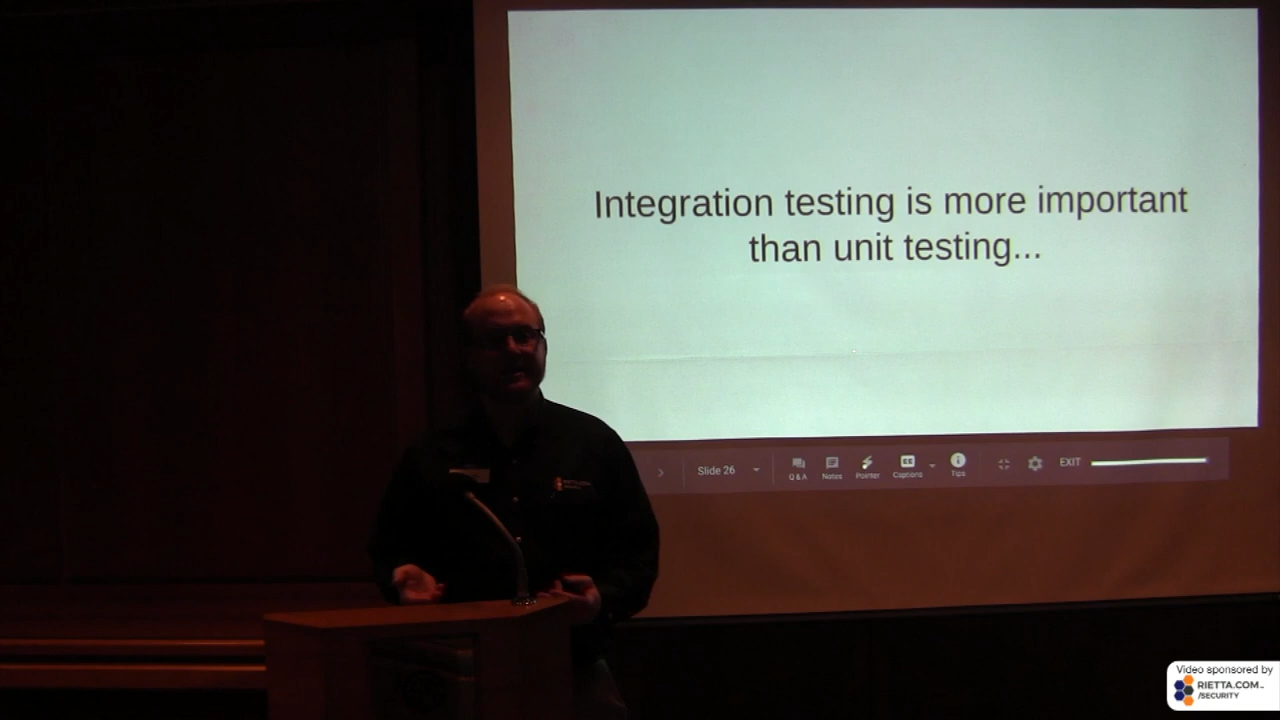 Integration testing is more important
than unit testing...
Slide 26
Q&A
Notes
Pointer
CC
Captions
Tips
EXIT
Video sponsored by
RIETTA.COM
/SECURITY